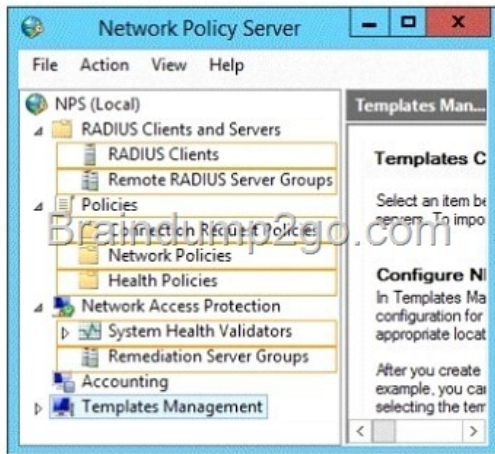 Network Policy Server
File Action View Help
NPS (Local)
RADIUS Clients and Servers
RADIUS Clients
Remote RADIUS Server Groups
Policies
Connection Request Policies
Network Policies
Health Policies
Network Access Protection
System Health Validators
Remediation Server Groups
Accounting
Templates Management
Templates Man...
Templates C
Select an item be
servers. To impo
Configure NI
In Templates Ma
configuration for
appropriate locat
After you create
example, you cai
selecting the tem
Braindump2go.com